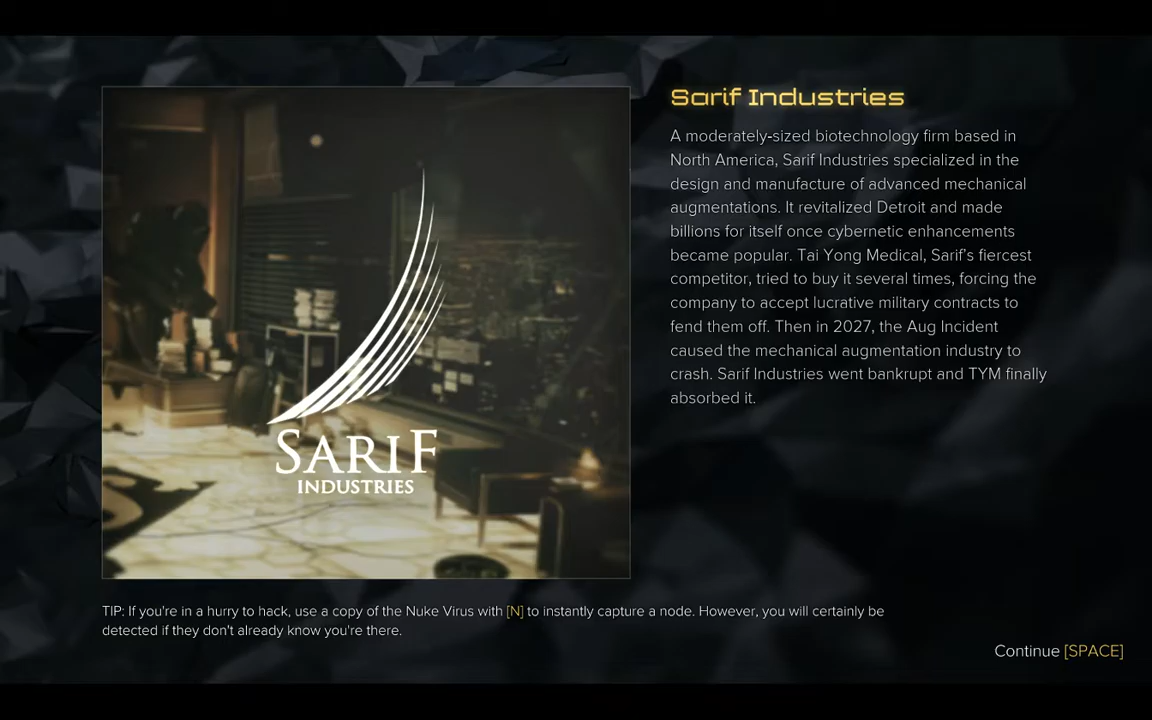 Sarif Industries
A moderately-sized biotechnology firm based in
North America, Sarif Industries specialized in the
design and manufacture of advanced mechanical
augmentations. It revitalized Detroit and made
billions for itself once cybernetic enhancements
became popular. Tai Yong Medical, Sarif's fiercest
competitor, tried to buy it several times, forcing the
company to accept lucrative military contracts to
fend them off. Then in 2027, the Aug Incident
caused the mechanical augmentation industry to
crash. Sarif Industries went bankrupt and TYM finally
absorbed it.
SARIF
INDUSTRIES
TIP: If you're in a hurry to hack, use a copy of the Nuke Virus with [N] to instantly capture a node. However, you will certainly be
detected if they don't already know you're there.
Continue [SPACE]